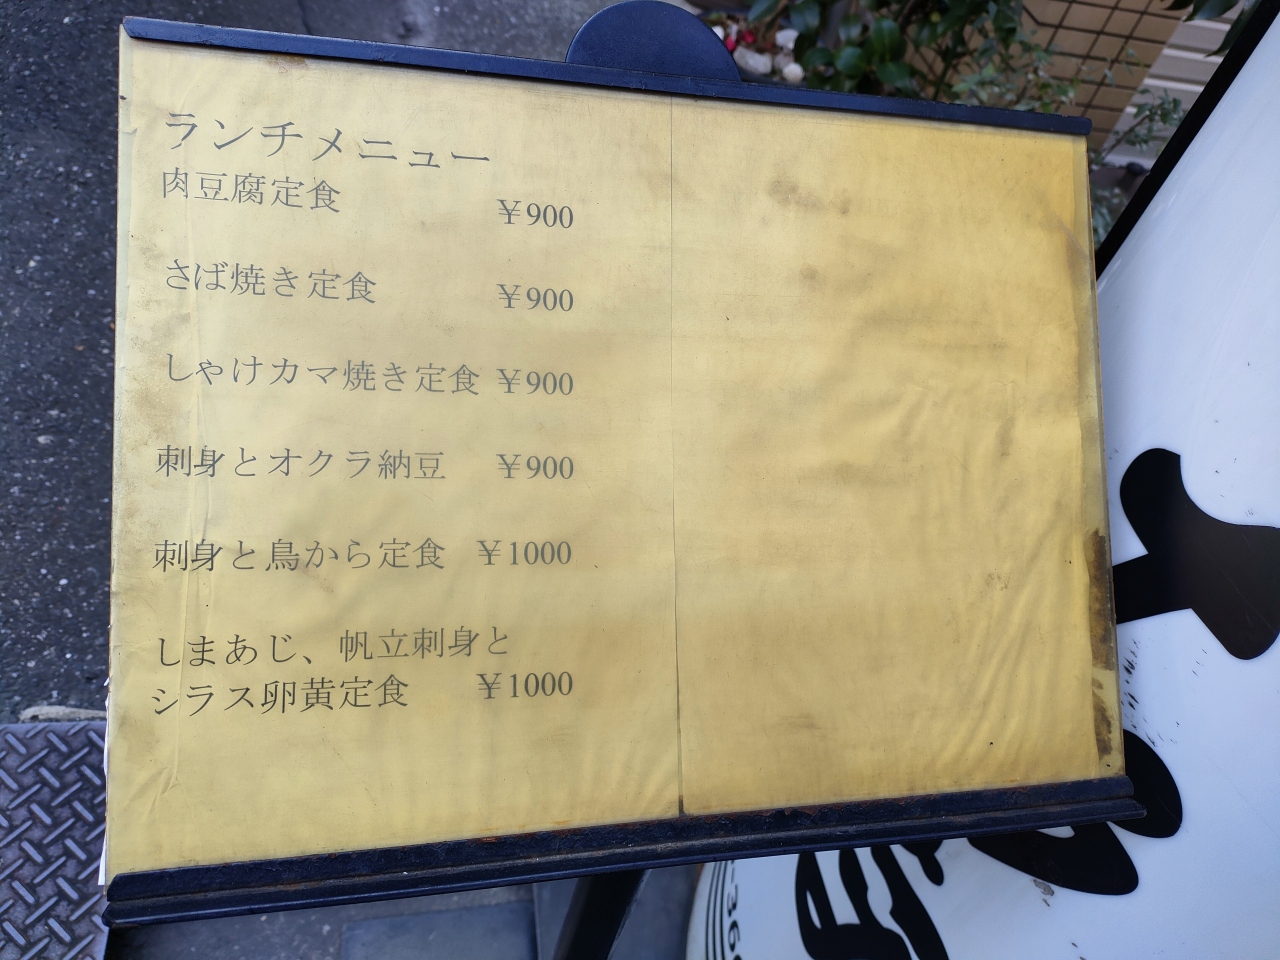 ランチメニュー
肉豆腐定食 ￥900
さば焼き定食 ￥900
しゃけカマ焼き定食 ￥900
刺身とオクラ納豆 ￥900
刺身と鳥から定食 ￥1000
しまあじ、帆立刺身と
シラス卵黄定食 ￥1000